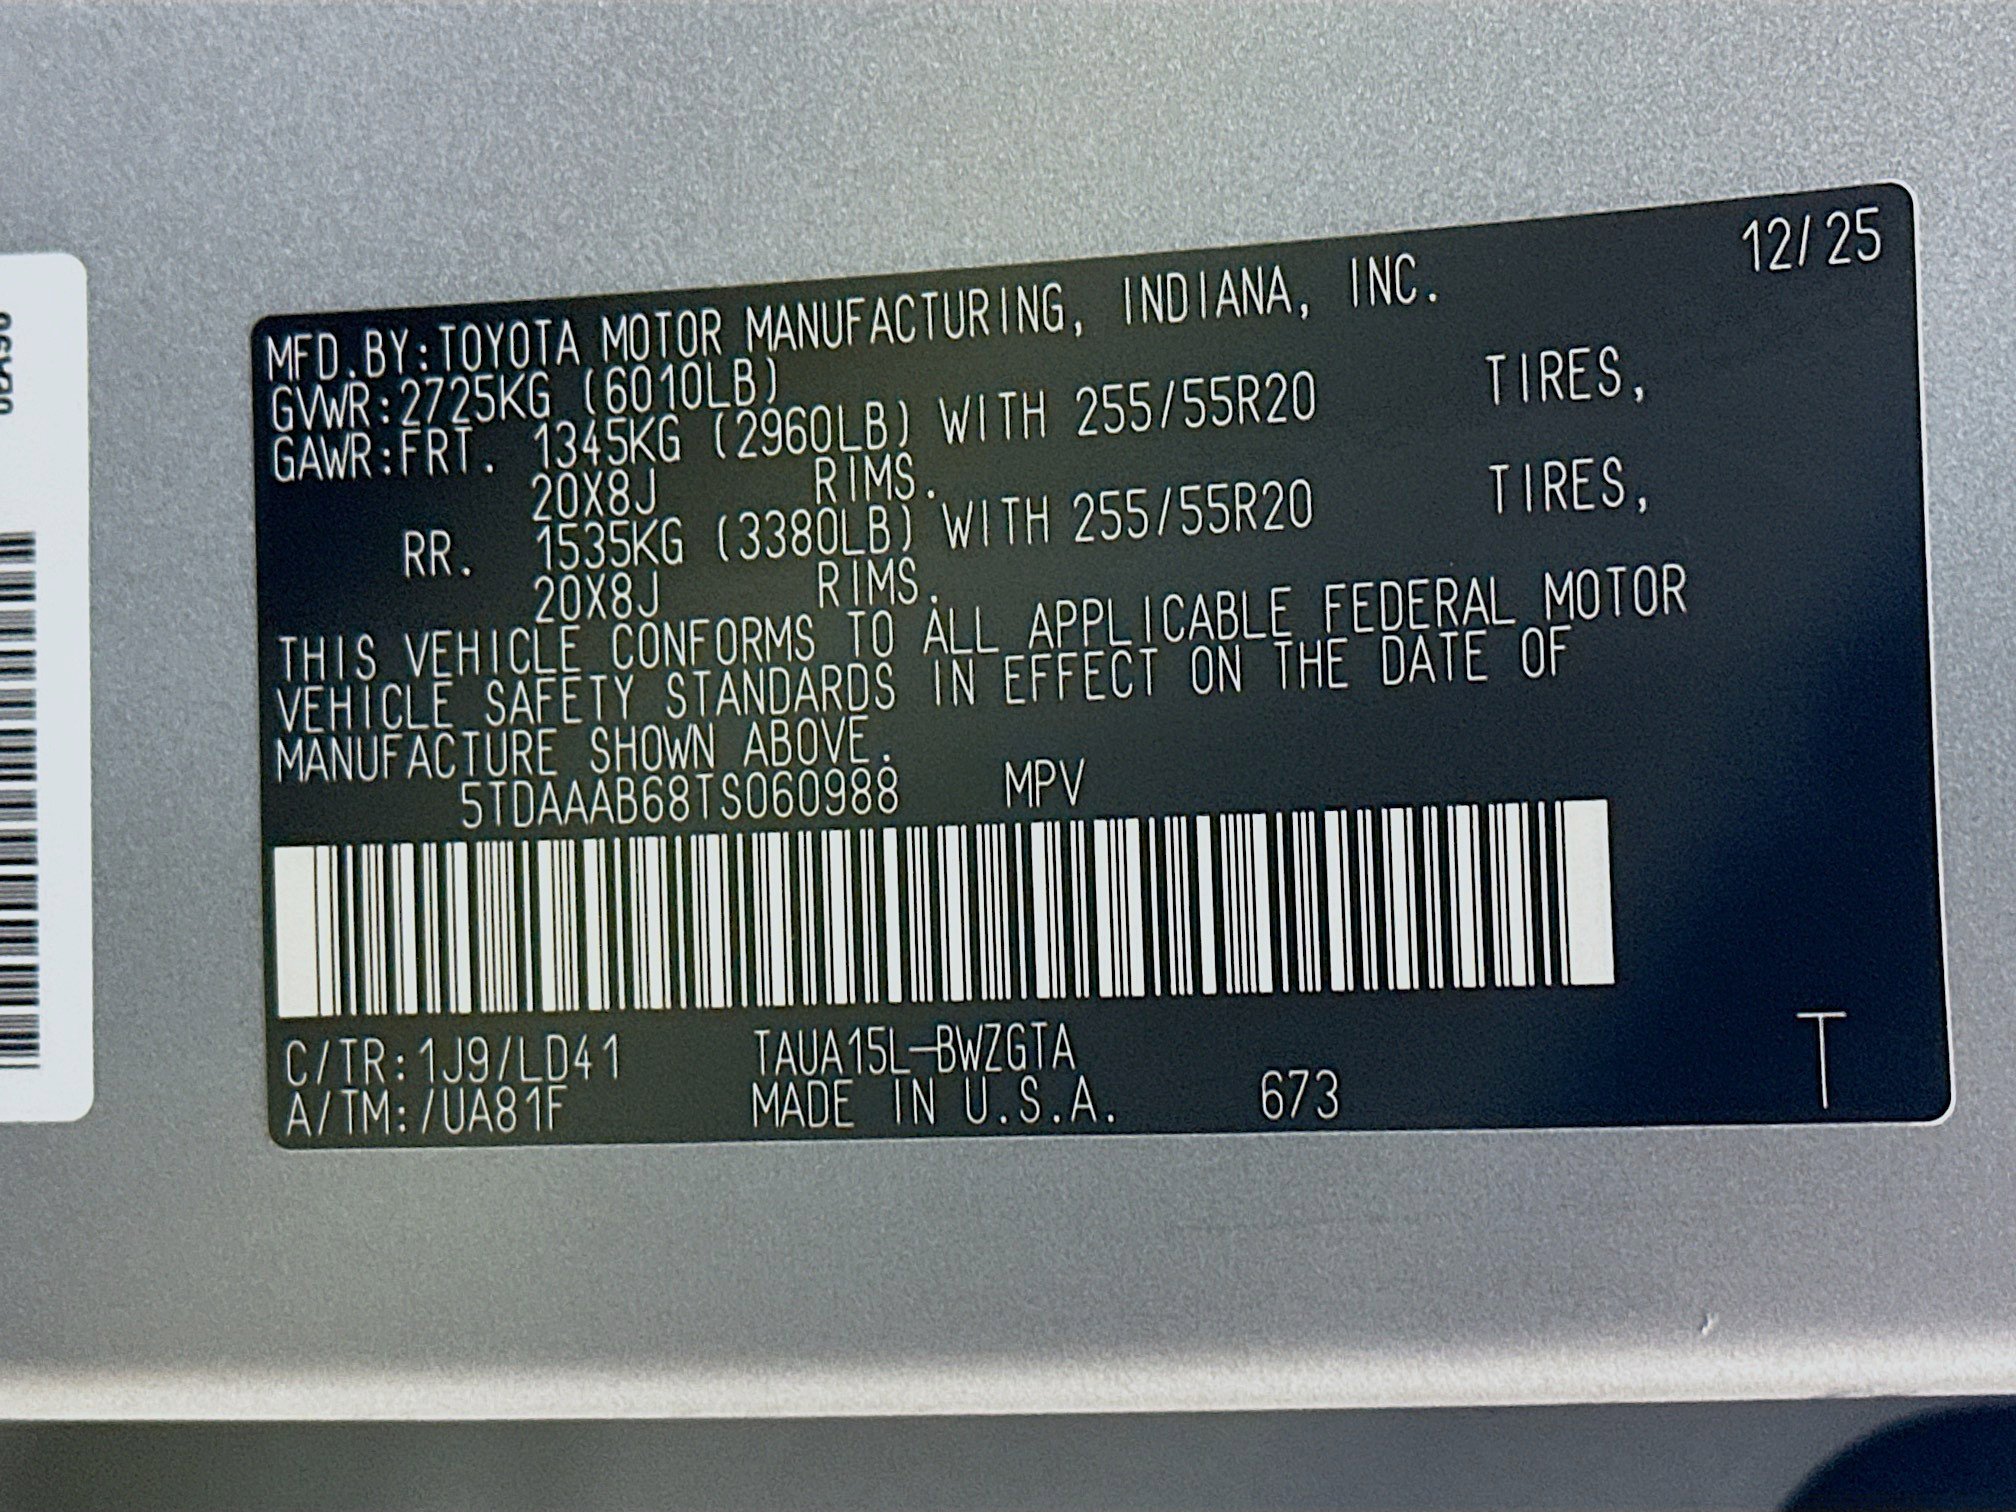 12/25
MFD.BY:TOYOTA MOTOR MANUFACTURING, INDIANA, INC.
GVWR:2725KG (6010LB)
GAWR:FRT. 1345KG (2960LB) WITH 255/55R20 TIRES,
20X8J RIMS.
RR. 1535KG (3380LB) WITH 255/55R20 TIRES,
20X8J RIMS.
THIS VEHICLE CONFORMS TO ALL APPLICABLE FEDERAL MOTOR
VEHICLE SAFETY STANDARDS IN EFFECT ON THE DATE OF
MANUFACTURE SHOWN ABOVE.
5TDAAAB68TS060988 MPV
C/TR:1J9/LD41 TAUA15L-BWZGTA
A/TM:/UA81F MADE IN U.S.A. 673
T